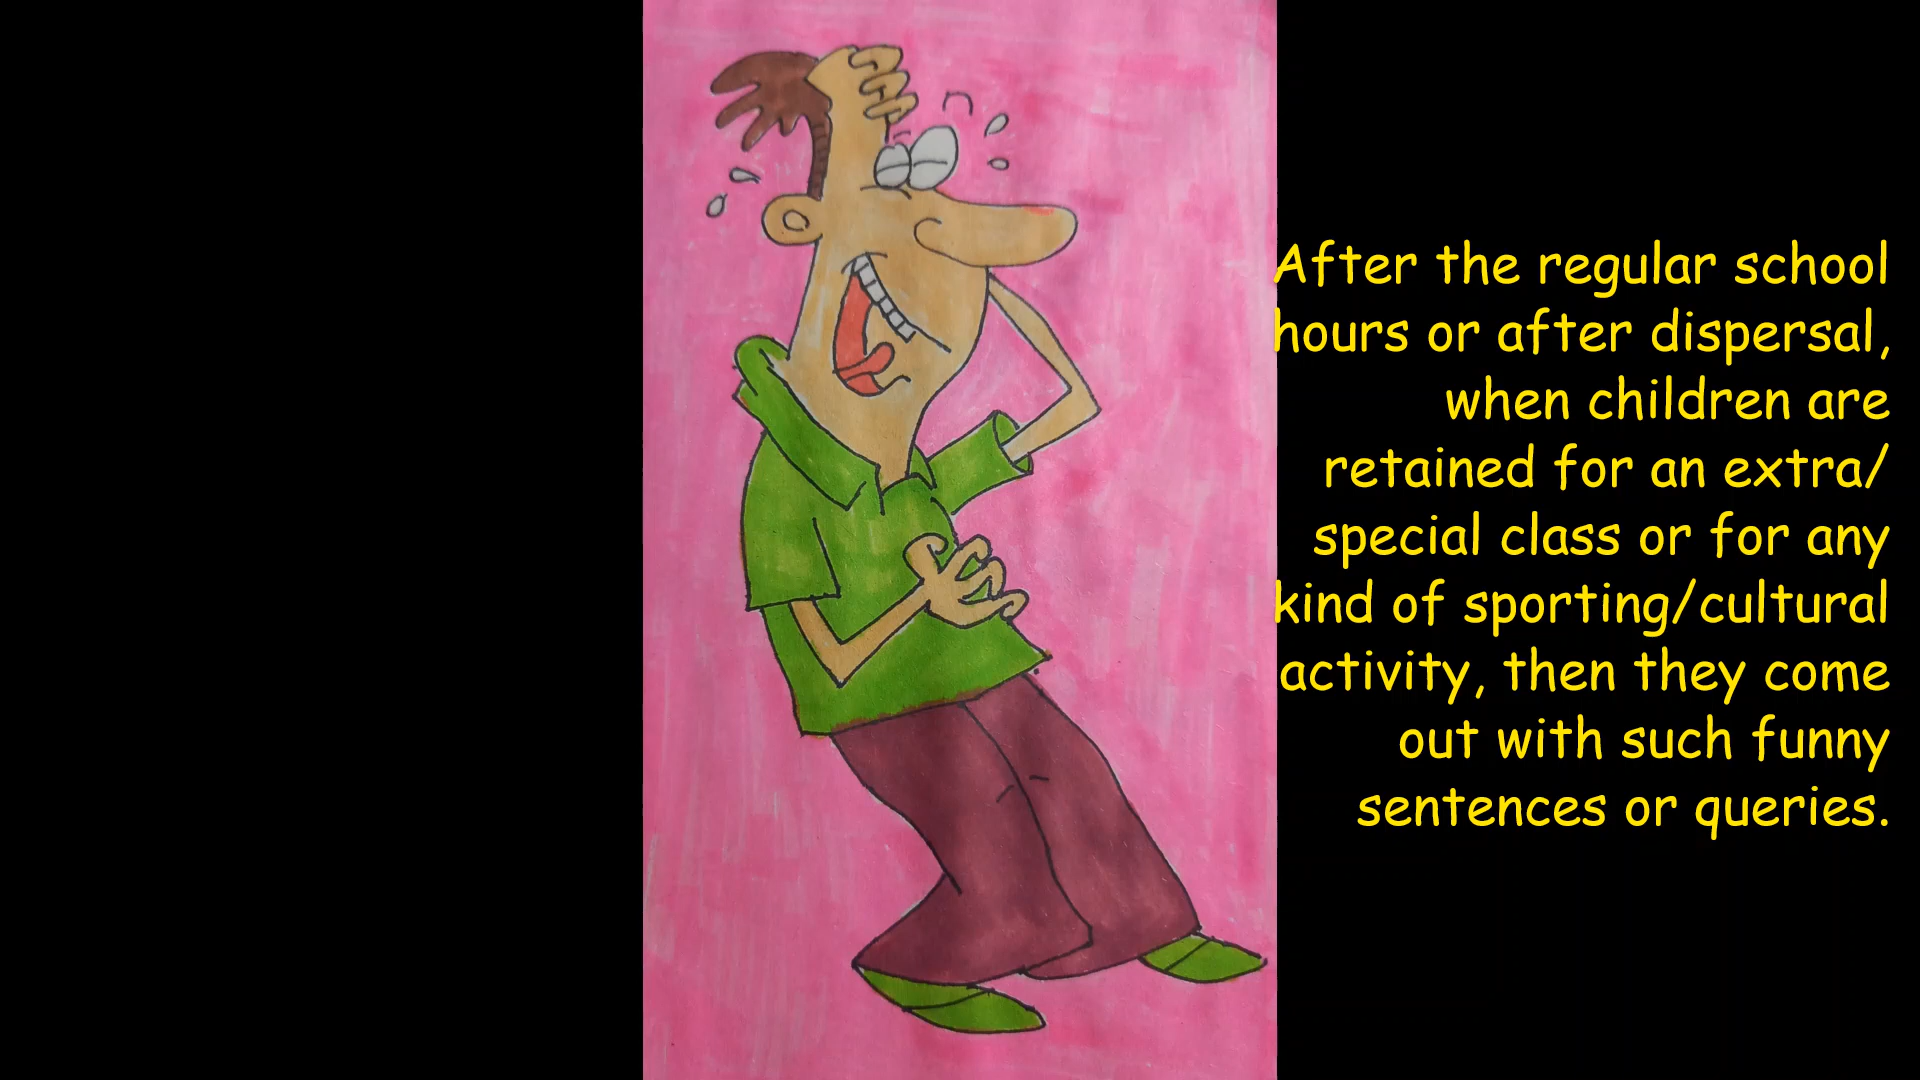 After the regular school
hours or after dispersal,
when children are
retained for an extra/
special class or for any
kind of sporting/cultural
activity, then they come
out with such funny
sentences or queries.